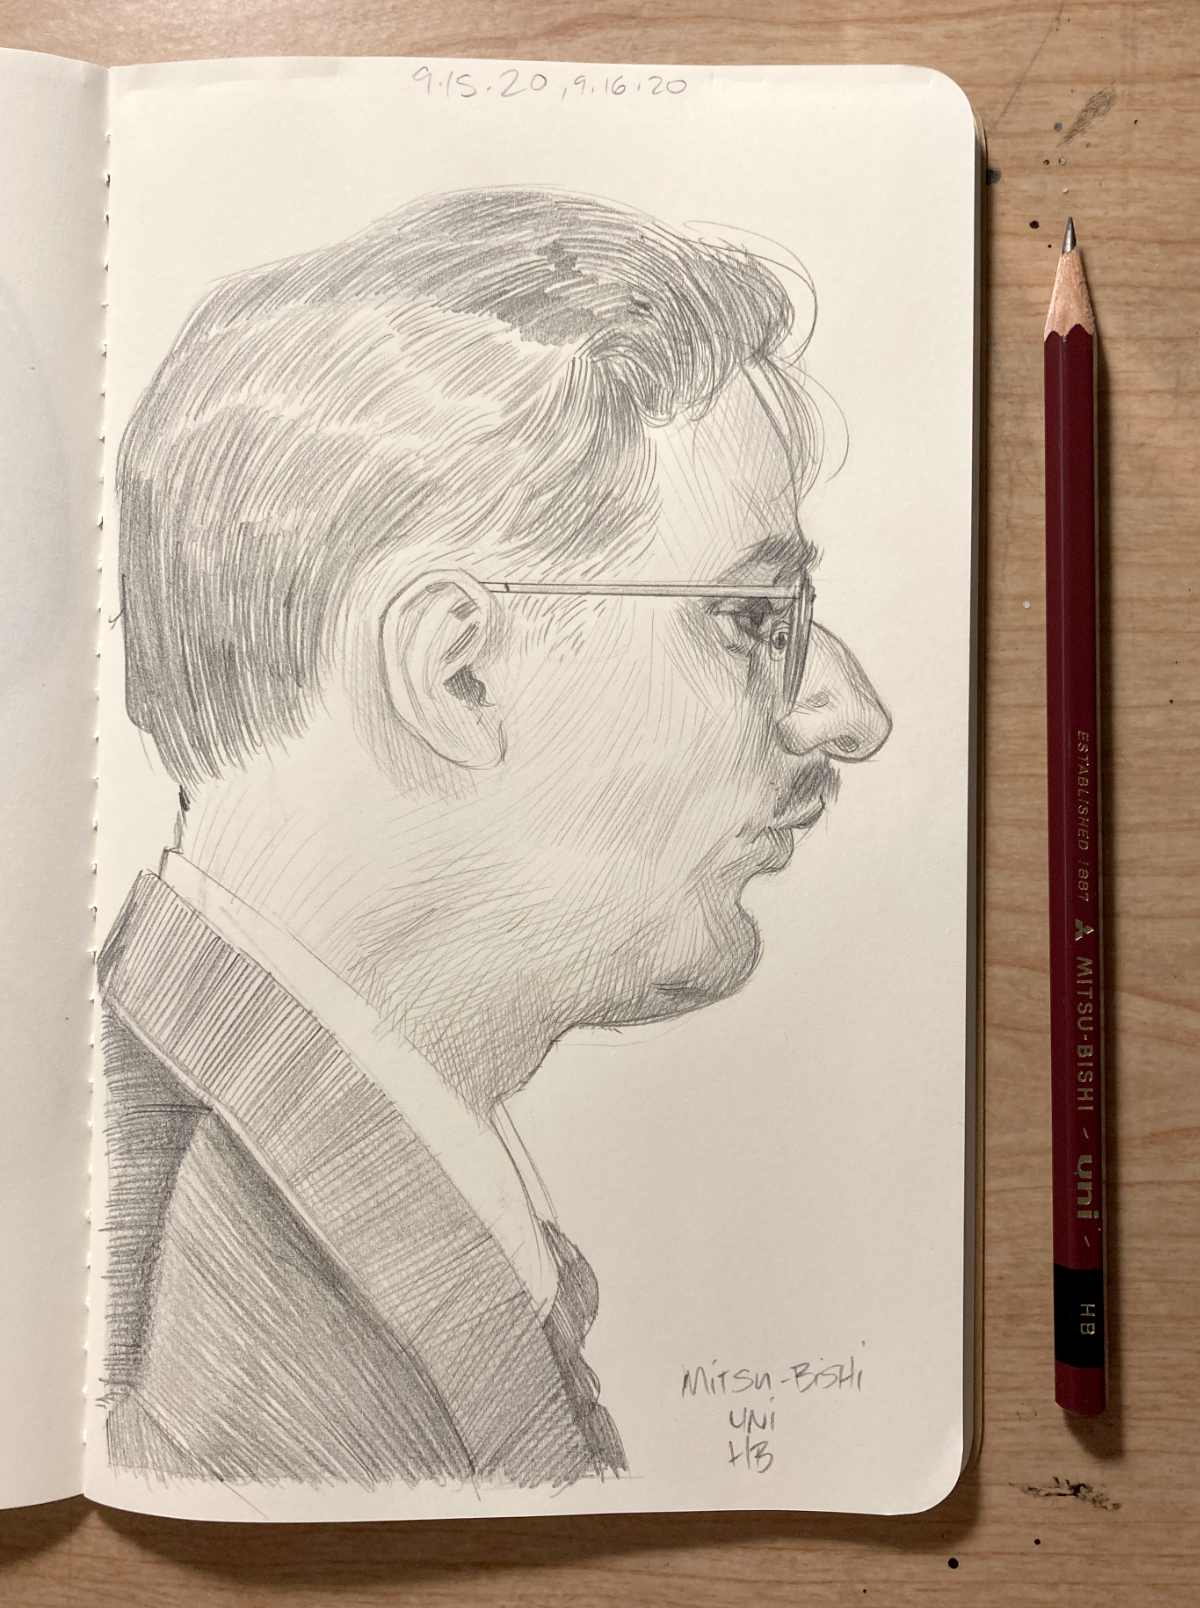 9.15.20, 9.16.20
MiTSU-BiSHi
UNi
HB
ESTABLISHED 1887 MITSU-BISHI ~ uni ~ HB